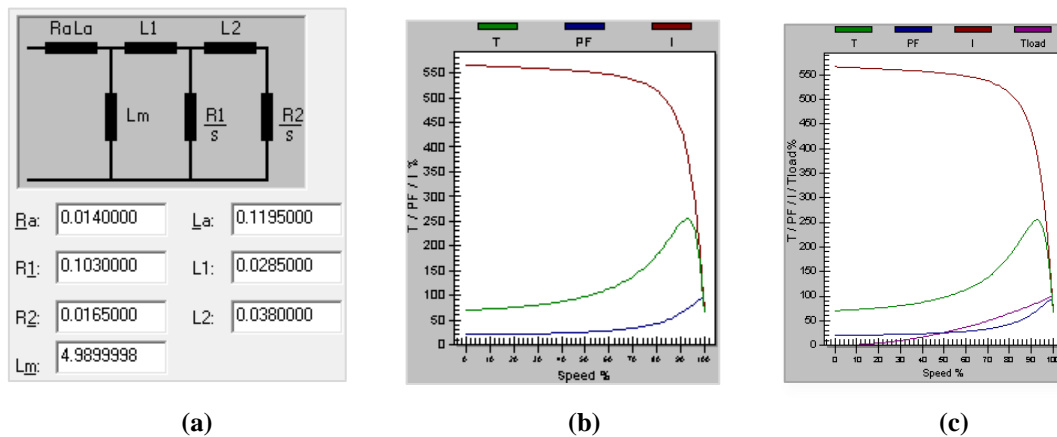 RaLa L1 L2
Lm R1 R2
s s
Ra: 0.0140000 La: 0.1195000
R1: 0.1030000 L1: 0.0285000
R2: 0.0165000 L2: 0.0380000
Lm: 4.9899998
(a)
T PF I
T / PF / I %
550
500
450
400
350
300
250
200
150
100
50
0
Speed %
(b)
T PF I Tload
T / PF / I / Tload%
550
500
450
400
350
300
250
200
150
100
50
0
0 10 20 30 40 50 60 70 80 90 100
Speed %
(c)